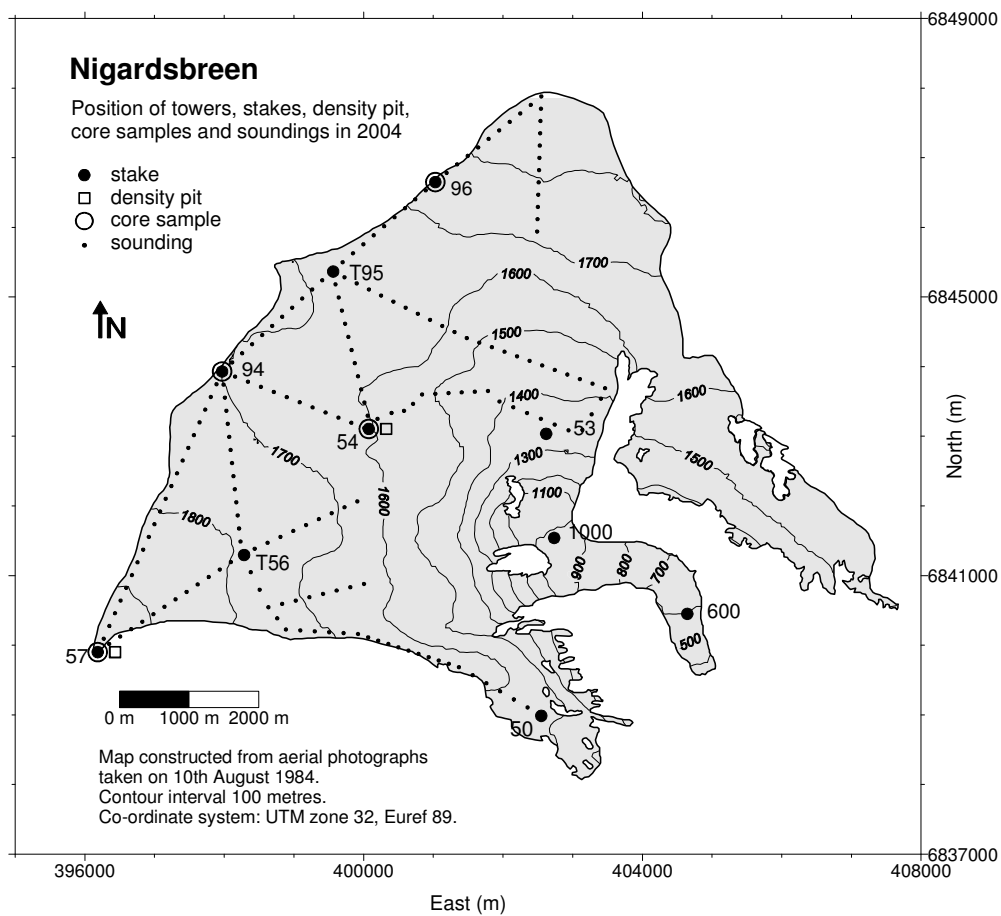 Nigardsbreen
Position of towers, stakes, density pit,
core samples and soundings in 2004
stake
density pit
core sample
sounding
N
6849000
6845000
6841000
6837000
North (m)
96
T95
94
54
53
T56
57
1000
600
50
1700
1600
1500
1400
1300
1100
900
800
700
500
1600
1500
1700
1600
1800
0 m 1000 m 2000 m
Map constructed from aerial photographs
taken on 10th August 1984.
Contour interval 100 metres.
Co-ordinate system: UTM zone 32, Euref 89.
396000 400000 404000 408000
East (m)